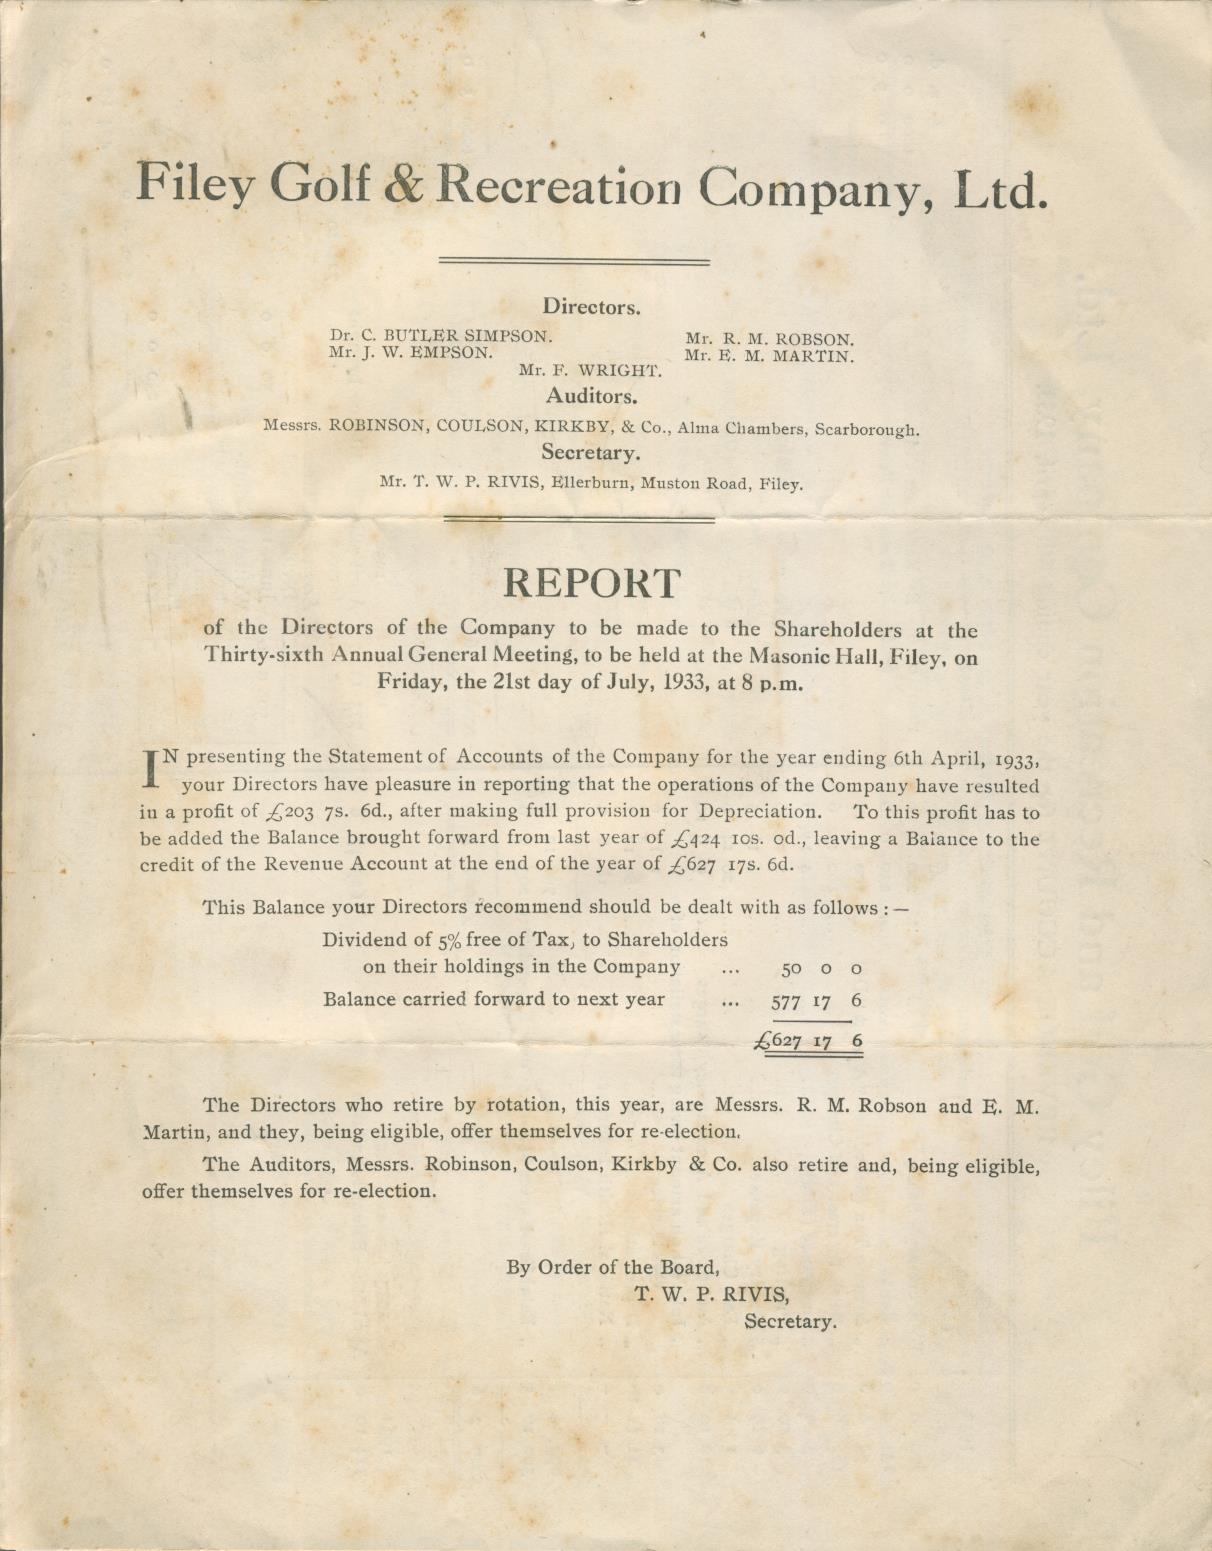 Filey Golf & Recreation Company, Ltd.
Directors.
Dr. C. BUTLER SIMPSON. Mr. R. M. ROBSON.
Mr. J. W. EMPSON. Mr. E. M. MARTIN.
Mr. F. WRIGHT.
Auditors.
Messrs. ROBINSON, COULSON, KIRKBY, & Co., Alma Chambers, Scarborough.
Secretary.
Mr. T. W. P. RIVIS, Ellerburn, Muston Road, Filey.
REPORT
of the Directors of the Company to be made to the Shareholders at the
Thirty-sixth Annual General Meeting, to be held at the Masonic Hall, Filey, on
Friday, the 21st day of July, 1933, at 8 p.m.
IN presenting the Statement of Accounts of the Company for the year ending 6th April, 1933,
your Directors have pleasure in reporting that the operations of the Company have resulted
in a profit of £203 7s. 6d., after making full provision for Depreciation. To this profit has to
be added the Balance brought forward from last year of £424 10s. 0d., leaving a Balance to the
credit of the Revenue Account at the end of the year of £627 17s. 6d.
This Balance your Directors recommend should be dealt with as follows :—
Dividend of 5% free of Tax, to Shareholders
on their holdings in the Company ... 50 0 0
Balance carried forward to next year ... 577 17 6
£627 17 6
The Directors who retire by rotation, this year, are Messrs. R. M. Robson and E. M.
Martin, and they, being eligible, offer themselves for re-election.
The Auditors, Messrs. Robinson, Coulson, Kirkby & Co. also retire and, being eligible,
offer themselves for re-election.
By Order of the Board,
T. W. P. RIVIS,
Secretary.